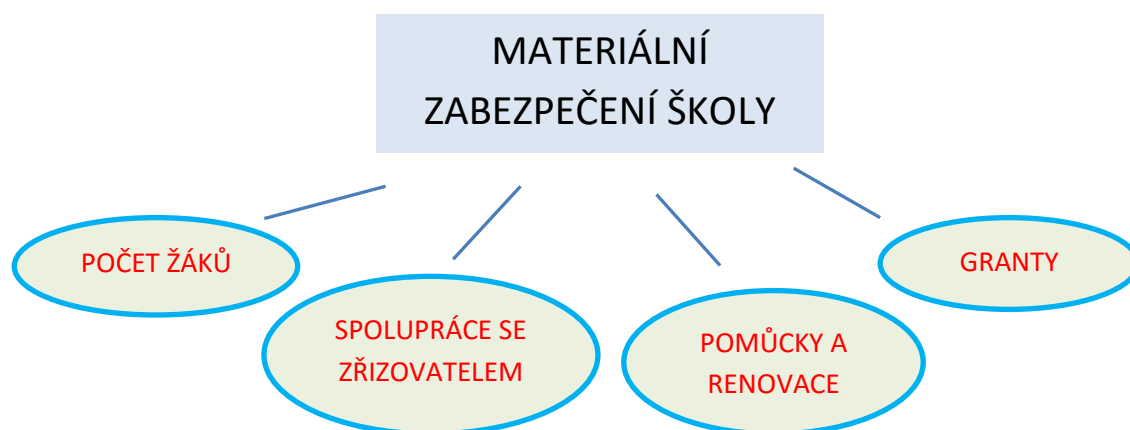 MATERIÁLNÍ
ZABEZPEČENÍ ŠKOLY
POČET ŽÁKŮ
SPOLUPRÁCE SE
ZŘIZOVATELEM
POMŮCKY A
RENOVACE
GRANTY